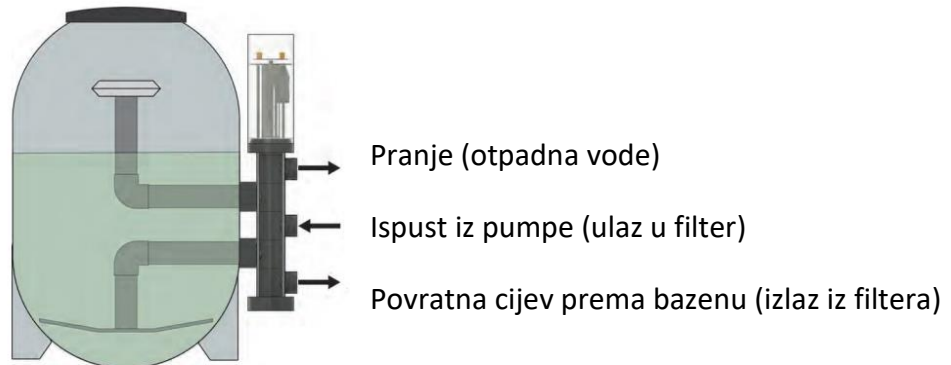 Pranje (otpadna vode)
Ispust iz pumpe (ulaz u filter)
Povratna cijev prema bazenu (izlaz iz filtera)